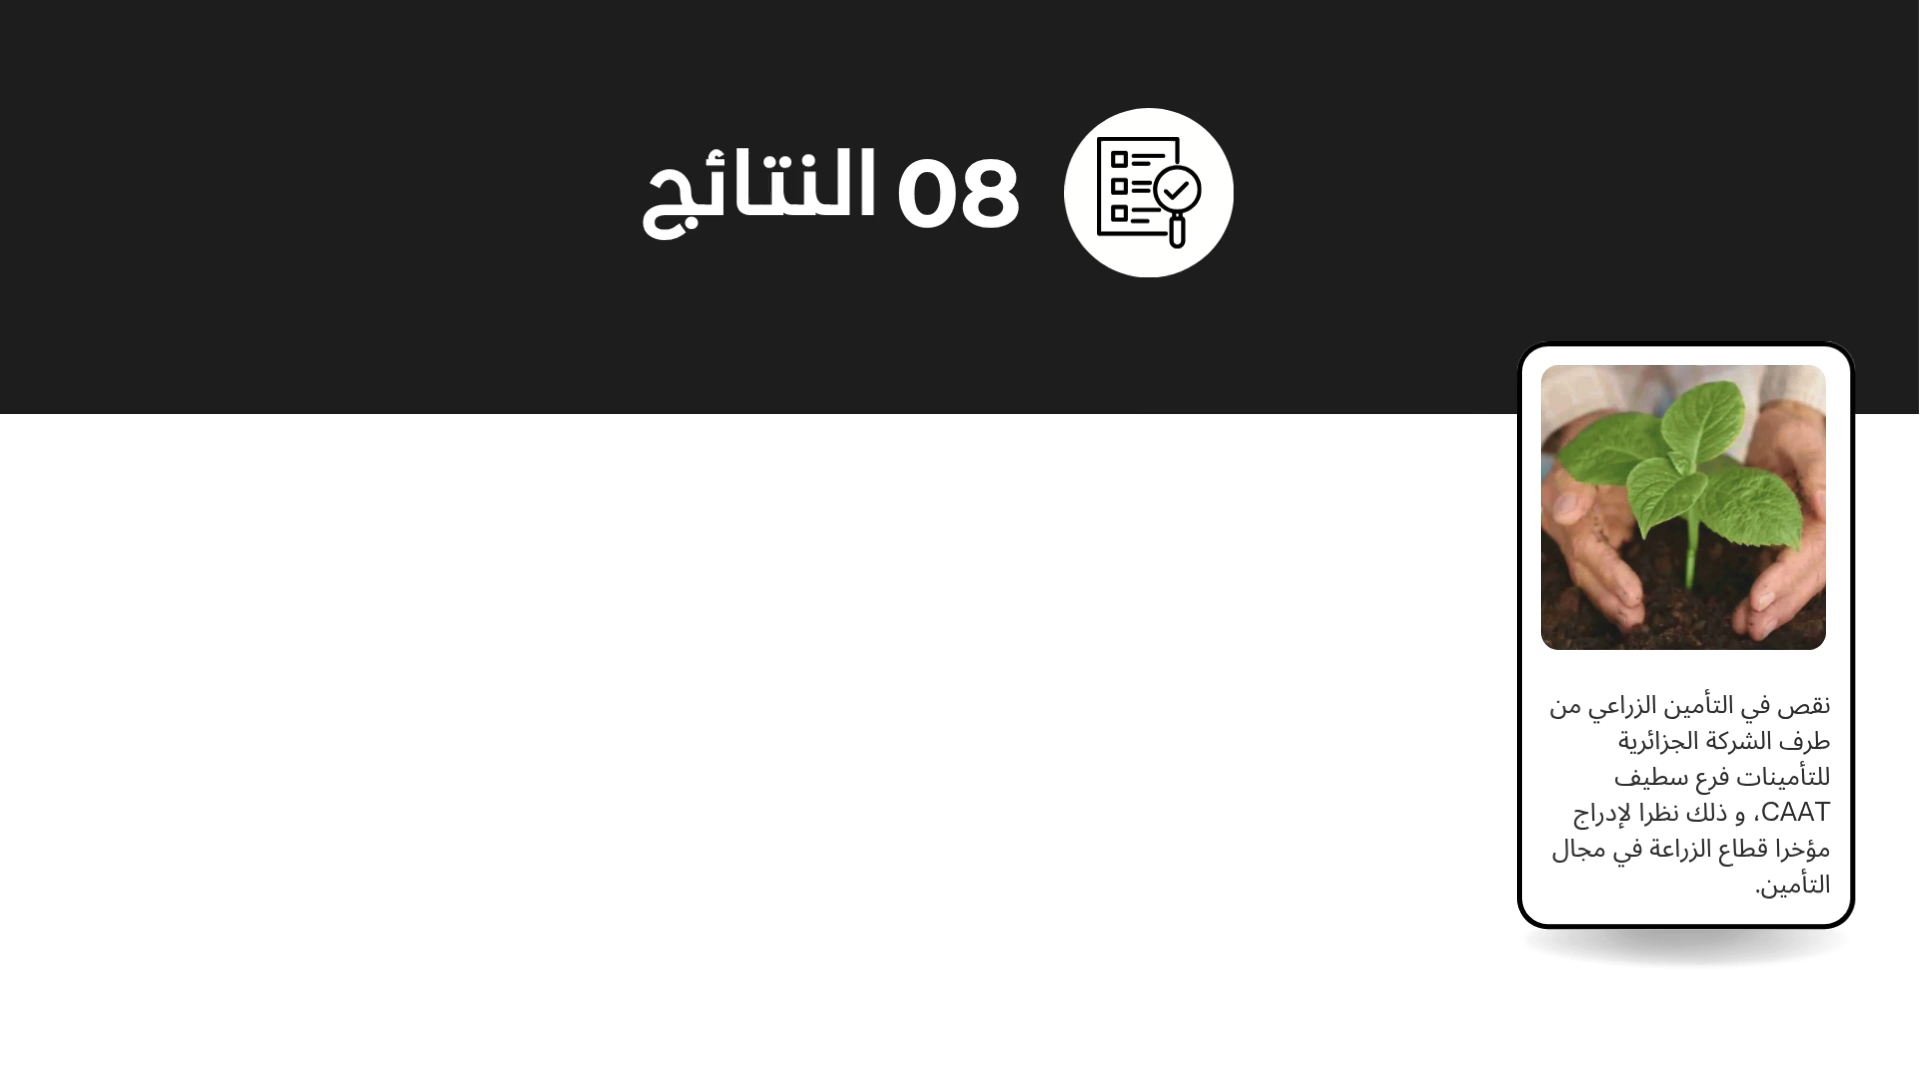 08 النتائج
نقص في التأمين الزراعي من
طرف الشركة الجزائرية
للتأمينات فرع سطيف
CAAT، و ذلك نظرا لإدراج
مؤخرا قطاع الزراعة في مجال
التأمين.